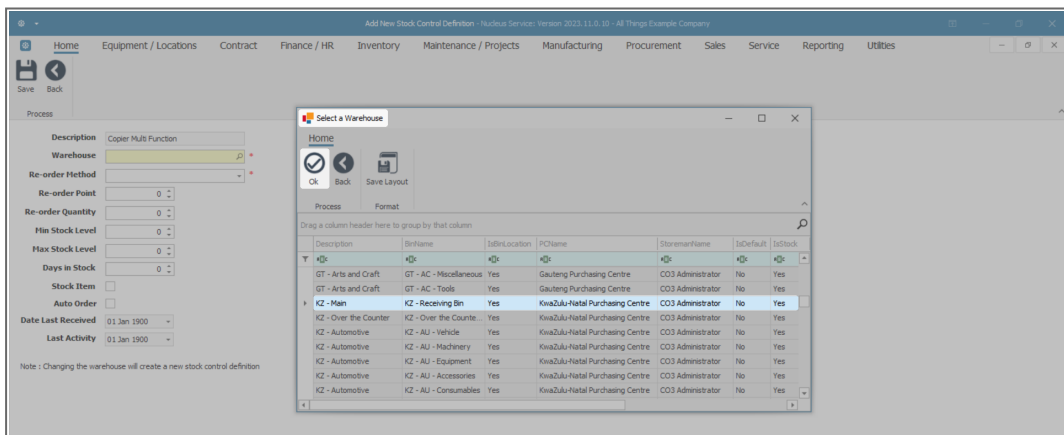 Add New Stock Control Definition - Nucleus Service: Version 2023.11.0.10 - All Things Example Company
Home Equipment / Locations Contract Finance / HR Inventory Maintenance / Projects Manufacturing Procurement Sales Service Reporting Utilities
Save Back
Process
Description Copier Multi Function
Warehouse *
Re-order Method *
Re-order Point 0
Re-order Quantity 0
Min Stock Level 0
Max Stock Level 0
Days in Stock 0
Stock Item
Auto Order
Date Last Received 01 Jan 1900
Last Activity 01 Jan 1900
Note : Changing the warehouse will create a new stock control definition
Select a Warehouse
Home
Ok Back Save Layout
Process Format
Drag a column header here to group by that column
Description BinName IsBinLocation PCName StoremanName IsDefault IsStock
GT - Arts and Craft GT - AC - Miscellaneous Yes Gauteng Purchasing Centre CO3 Administrator No Yes
GT - Arts and Craft GT - AC - Tools Yes Gauteng Purchasing Centre CO3 Administrator No Yes
KZ - Main KZ - Receiving Bin Yes KwaZulu-Natal Purchasing Centre CO3 Administrator No Yes
KZ - Over the Counter KZ - Over the Counte... Yes KwaZulu-Natal Purchasing Centre CO3 Administrator No Yes
KZ - Automotive KZ - AU - Vehicle Yes KwaZulu-Natal Purchasing Centre CO3 Administrator No Yes
KZ - Automotive KZ - AU - Machinery Yes KwaZulu-Natal Purchasing Centre CO3 Administrator No Yes
KZ - Automotive KZ - AU - Equipment Yes KwaZulu-Natal Purchasing Centre CO3 Administrator No Yes
KZ - Automotive KZ - AU - Accessories Yes KwaZulu-Natal Purchasing Centre CO3 Administrator No Yes
KZ - Automotive KZ - AU - Consumables Yes KwaZulu-Natal Purchasing Centre CO3 Administrator No Yes